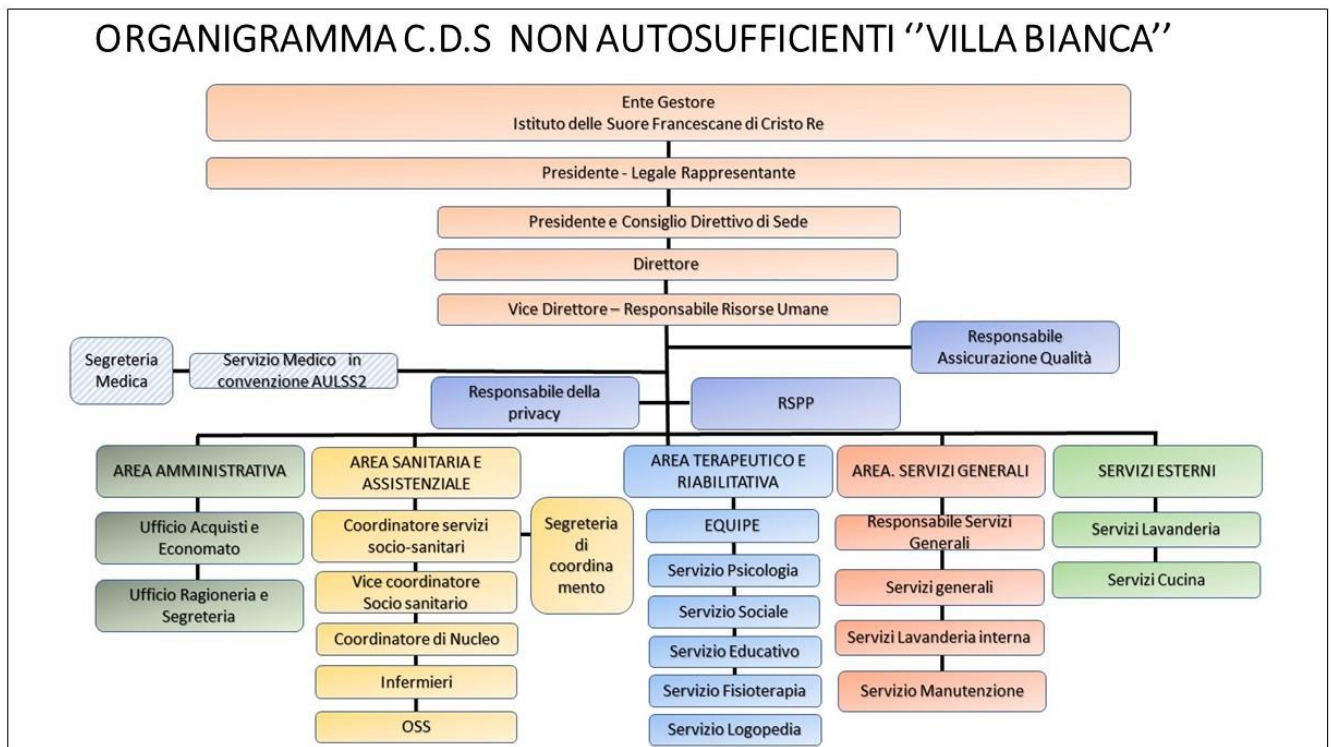 ORGANIGRAMMA C.D.S NON AUTOSUFFICIENTI ‘’VILLA BIANCA’’
Ente Gestore
Istituto delle Suore Francescane di Cristo Re
Presidente - Legale Rappresentante
Presidente e Consiglio Direttivo di Sede
Direttore
Vice Direttore – Responsabile Risorse Umane
Responsabile
Assicurazione Qualità
Segreteria
Medica
Servizio Medico in
convenzione AULSS2
Responsabile della
privacy
RSPP
AREA AMMINISTRATIVA
Ufficio Acquisti e
Economato
Ufficio Ragioneria e
Segreteria
AREA SANITARIA E
ASSISTENZIALE
Coordinatore servizi
socio-sanitari
Segreteria
di
coordina
mento
Vice coordinatore
Socio sanitario
Coordinatore di Nucleo
Infermieri
OSS
AREA TERAPEUTICO E
RIABILITATIVA
EQUIPE
Servizio Psicologia
Servizio Sociale
Servizio Educativo
Servizio Fisioterapia
Servizio Logopedia
AREA. SERVIZI GENERALI
Responsabile Servizi
Generali
Servizi generali
Servizi Lavanderia interna
Servizio Manutenzione
SERVIZI ESTERNI
Servizi Lavanderia
Servizi Cucina